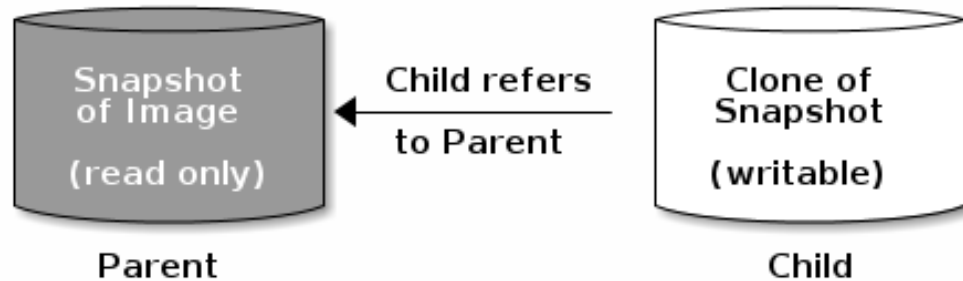 Snapshot
of Image
(read only)
Child refers
to Parent
Clone of
Snapshot
(writable)
Parent
Child